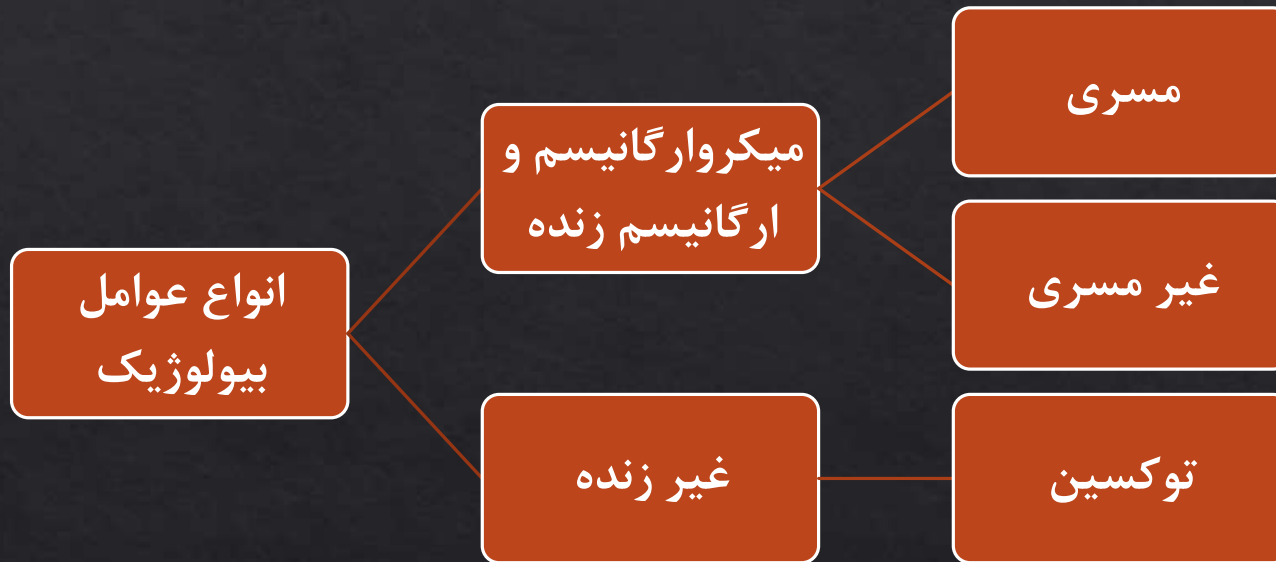 انواع عوامل
بیولوژیک
میکروارگانیسم و
ارگانیسم زنده
مسری
غیر مسری
غیر زنده
توکسین